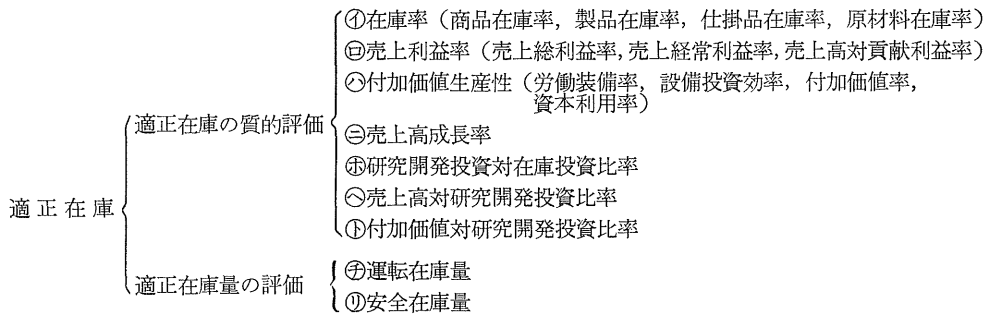 ㋑在庫率（商品在庫率，製品在庫率，仕掛品在庫率，原材料在庫率）
㋺売上利益率（売上総利益率，売上経常利益率，売上高対貢献利益率）
㋩付加価値生産性（労働装備率，設備投資効率，付加価値率，
資本利用率）
適正在庫の質的評価
㋥売上高成長率
㋭研究開発投資対在庫投資比率
㋬売上高対研究開発投資比率
適正在庫
㋣付加価値対研究開発投資比率
㋠運転在庫量
適正在庫量の評価
㋷安全在庫量